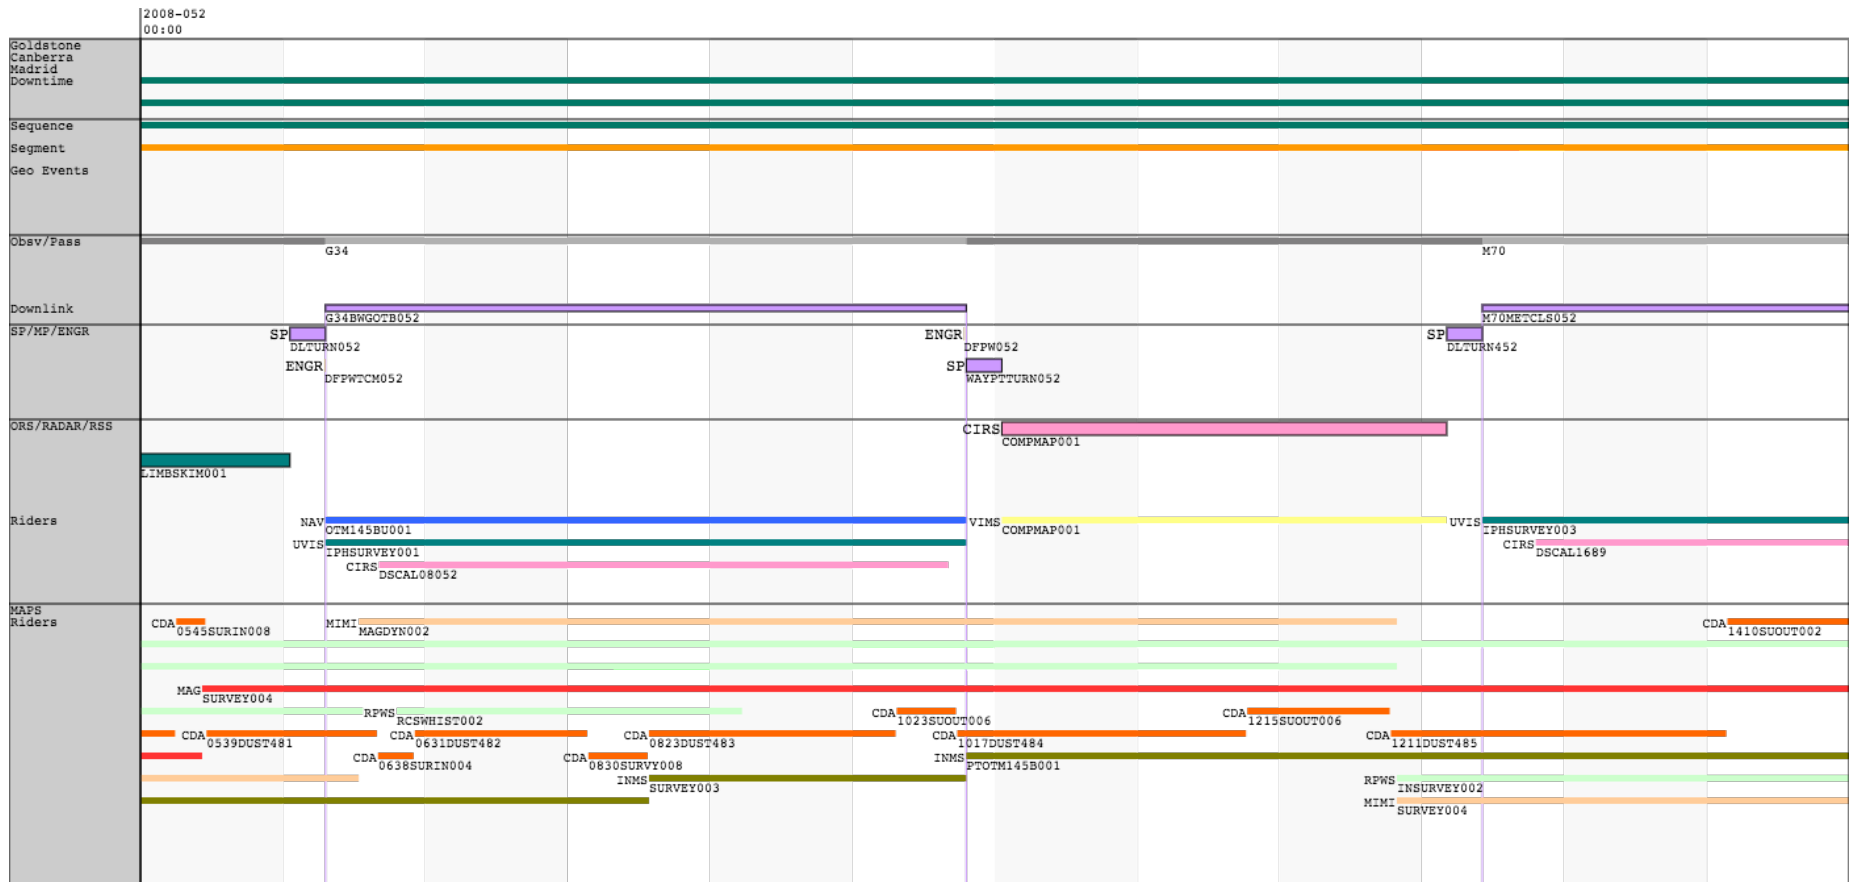 2008-052
00:00
Goldstone
Canberra
Madrid
Downtime
Sequence
Segment
Geo Events
Obsv/Pass
G34
M70
Downlink
G34BWGOTB052
M70METCLS052
SP/MP/ENGR
SP
ENGR
SP
DLTURN052
DFPW052
DLTURN452
ENGR
SP
DFPWTCM052
WAYPTTURN052
ORS/RADAR/RSS
CIRS
COMPMAP001
LIMBSKIM001
Riders
NAV
VIMS
UVIS
OTM145BU001
COMPMAP001
IPHSURVEY003
UVIS
CIRS
IPHSURVEY001
DSCAL1689
CIRS
DSCAL08052
MAPS
Riders
CDA
MIMI
CDA
0545SURIN008
MAGDYN002
1410SUOUT002
MAG
SURVEY004
RPWS
CDA
CDA
RCSWHIST002
1023SUOUT006
1215SUOUT006
CDA
CDA
CDA
CDA
CDA
0539DUST481
0631DUST482
0823DUST483
1017DUST484
1211DUST485
CDA
CDA
INMS
0638SURIN004
0830SURVY008
PTOTM145B001
INMS
RPWS
SURVEY003
INSURVEY002
MIMI
SURVEY004